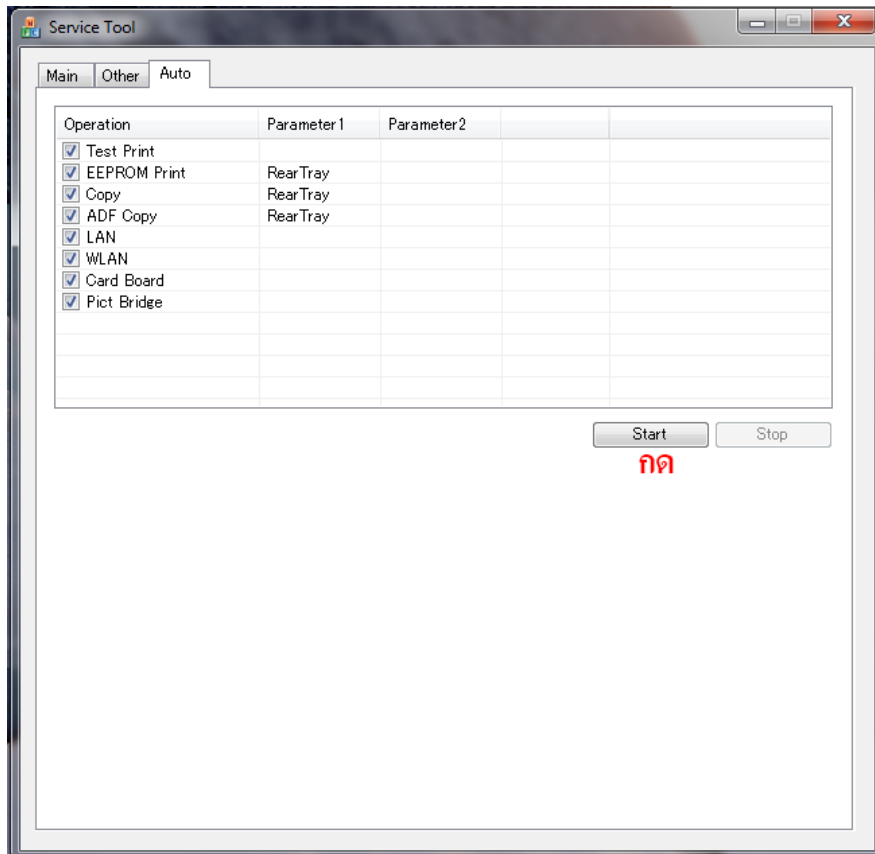 Service Tool
Main Other Auto
Operation Parameter1 Parameter2
Test Print
EEPROM Print RearTray
Copy RearTray
ADF Copy RearTray
LAN
WLAN
Card Board
Pict Bridge
Start Stop
กด